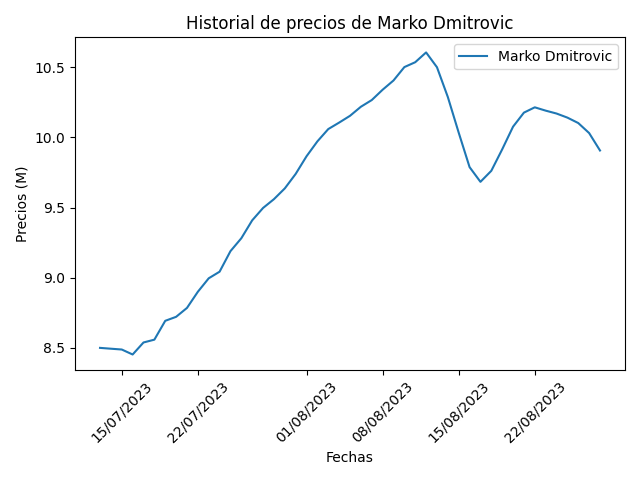 Historial de precios de Marko Dmitrovic
Marko Dmitrovic
Precios (M)
10.5
10.0
9.5
9.0
8.5
15/07/2023
22/07/2023
01/08/2023
08/08/2023
15/08/2023
22/08/2023
Fechas